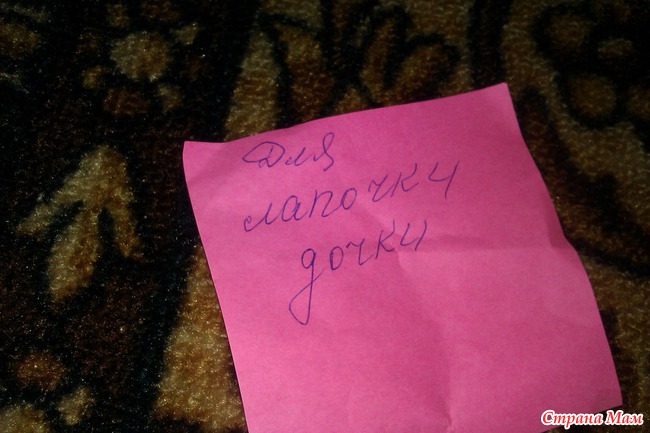 Для
лапочки
дочки
Страна Мам